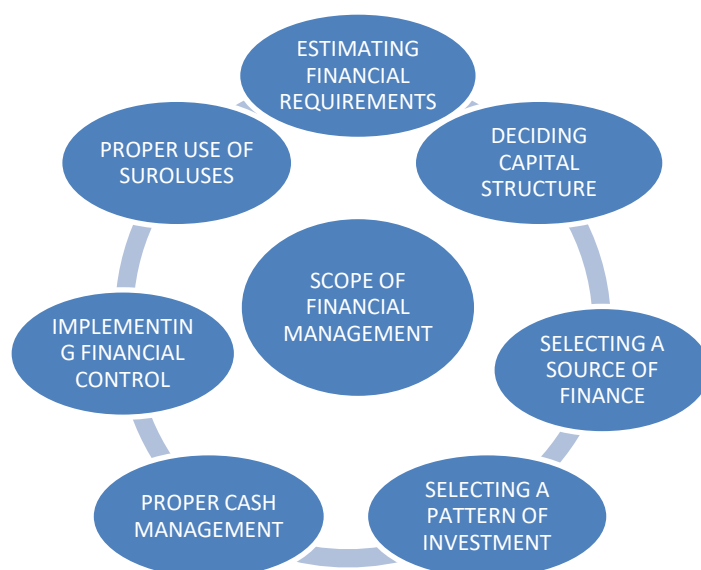 ESTIMATING
FINANCIAL
REQUIREMENTS
DECIDING
CAPITAL
STRUCTURE
SELECTING A
SOURCE OF
FINANCE
SELECTING A
PATTERN OF
INVESTMENT
PROPER CASH
MANAGEMENT
IMPLEMENTIN
G FINANCIAL
CONTROL
PROPER USE OF
SUROLUSES
SCOPE OF
FINANCIAL
MANAGEMENT